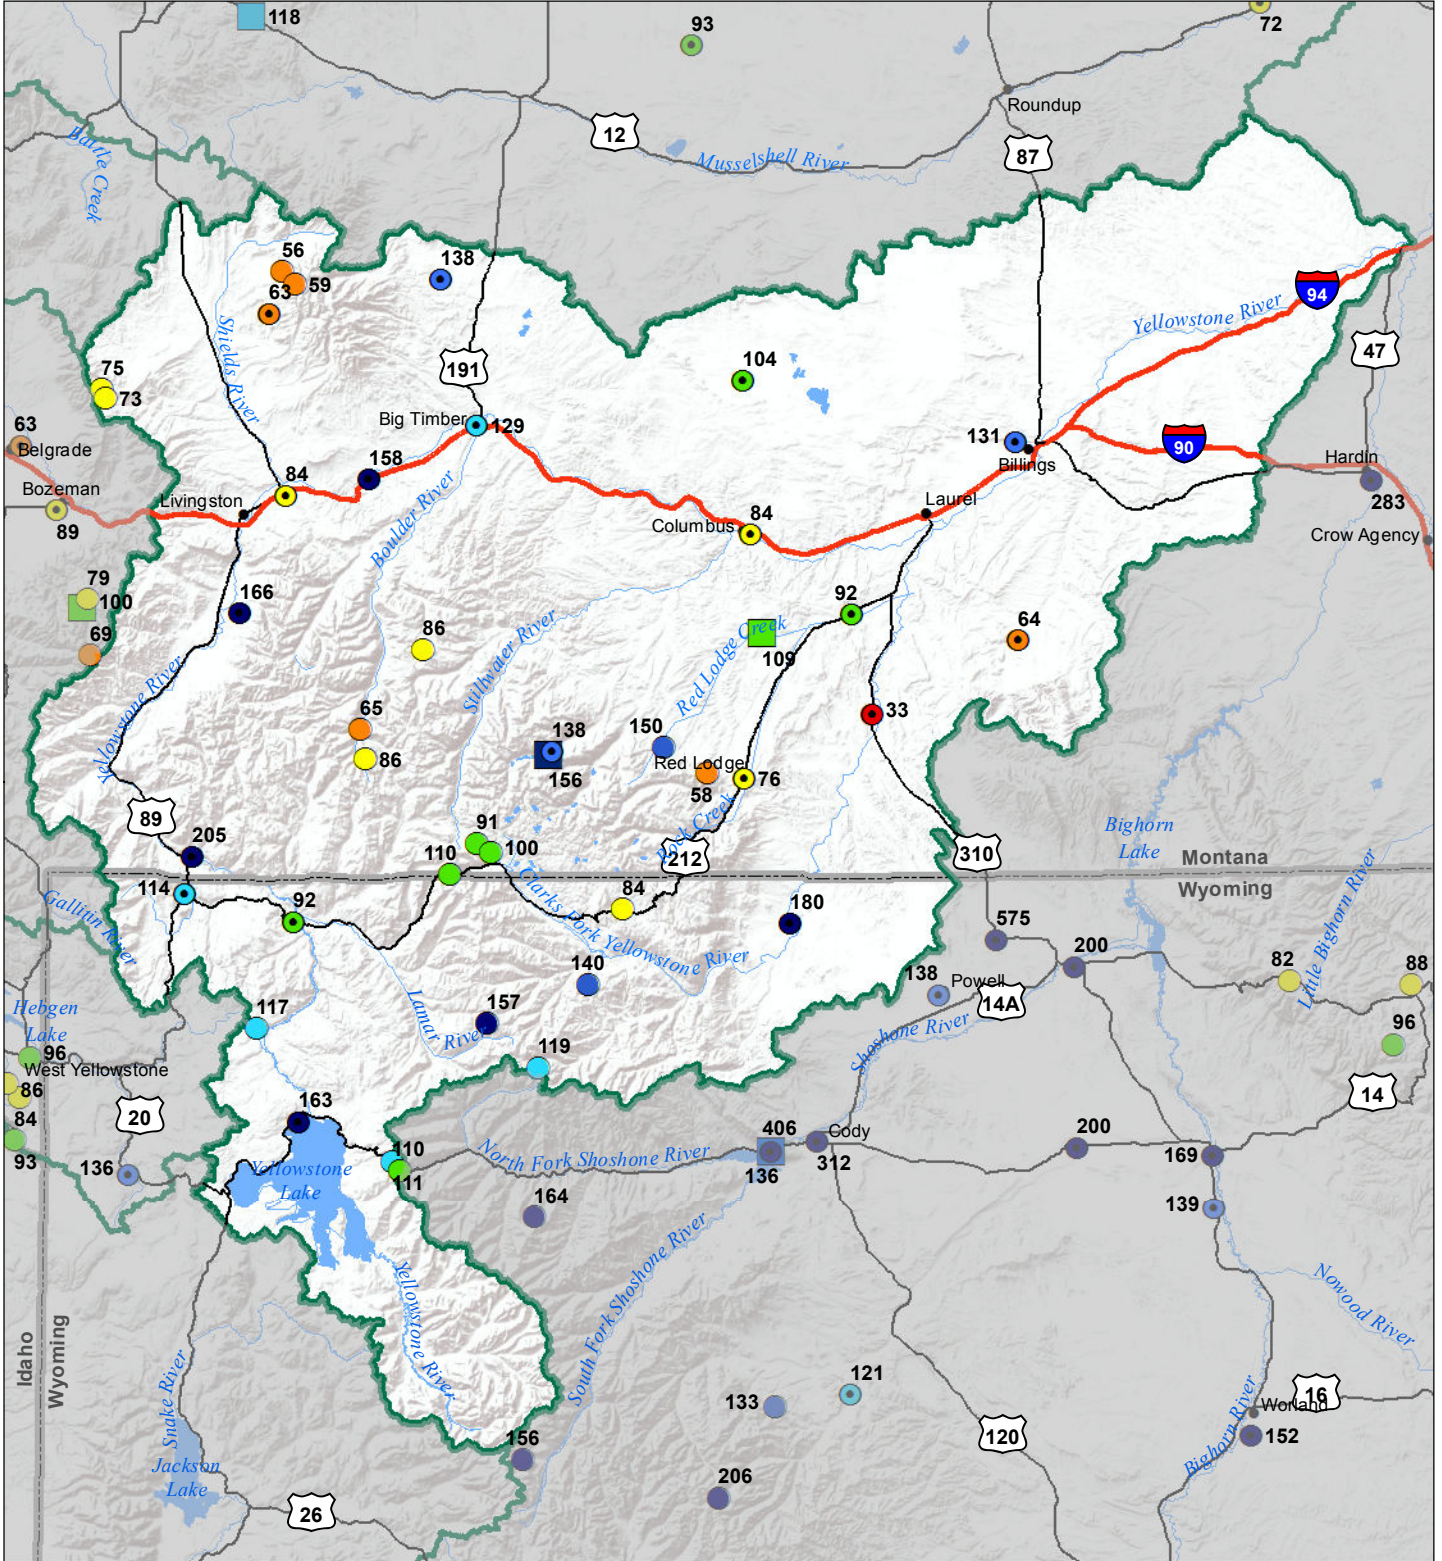 118
93
72
Roundup
12
87
Battle Creek
Musselshell River
56
59
63
138
94
Yellowstone River
Shields River
191
104
47
75
73
63
Belgrade
Big Timber
129
131
Billings
90
Hardin
283
Bozeman
89
158
84
Livingston
Laurel
Boulder River
Columbus
84
Crow Agency
79
100
69
166
86
92
64
Stillwater River
Red Lodge Creek
109
Yellowstone River
65
86
138
156
150
33
Red Lodge
58
76
89
205
91
100
110
Rock Creek
212
310
Bighorn
Lake
Montana
Wyoming
114
Gallitin River
92
Clarks Fork Yellowstone River
84
180
575
200
82
88
Little Bighorn River
140
138
Powell
14A
Hebgen
Lake
117
Lamar River
157
Shoshone River
96
96
West Yellowstone
119
86
14
84
20
163
93
136
Yellowstone
Lake
110
111
North Fork Shoshone River
406
136
Cody
312
200
169
164
139
South Fork Shoshone River
Yellowstone River
Nowood River
Idaho
Wyoming
Snake River
133
121
16
Worland
152
120
Bighorn River
156
Jackson
Lake
206
26